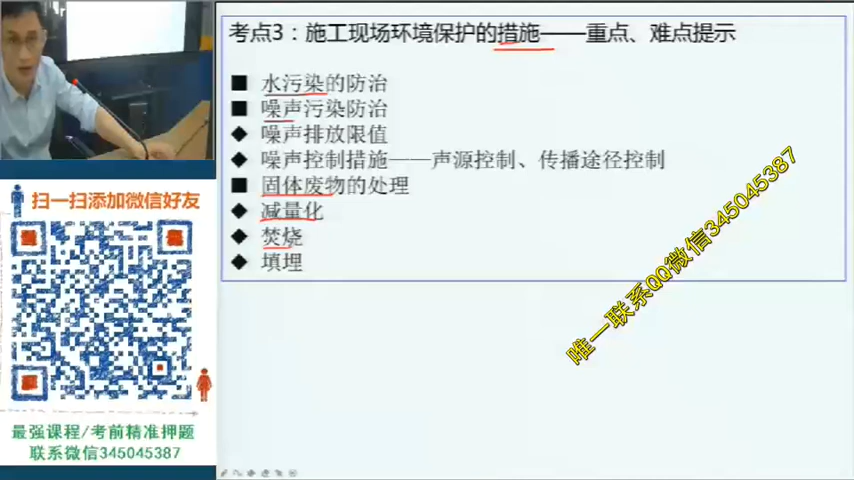 考点3：施工现场环境保护的措施——重点、难点提示
■ 水污染的防治
■ 噪声污染防治
◆ 噪声排放限值
◆ 噪声控制措施——声源控制、传播途径控制
■ 固体废物的处理
◆ 减量化
◆ 焚烧
◆ 填埋
唯一联系QQ微信345045387
扫一扫添加微信好友
最强课程/考前精准押题
联系微信345045387